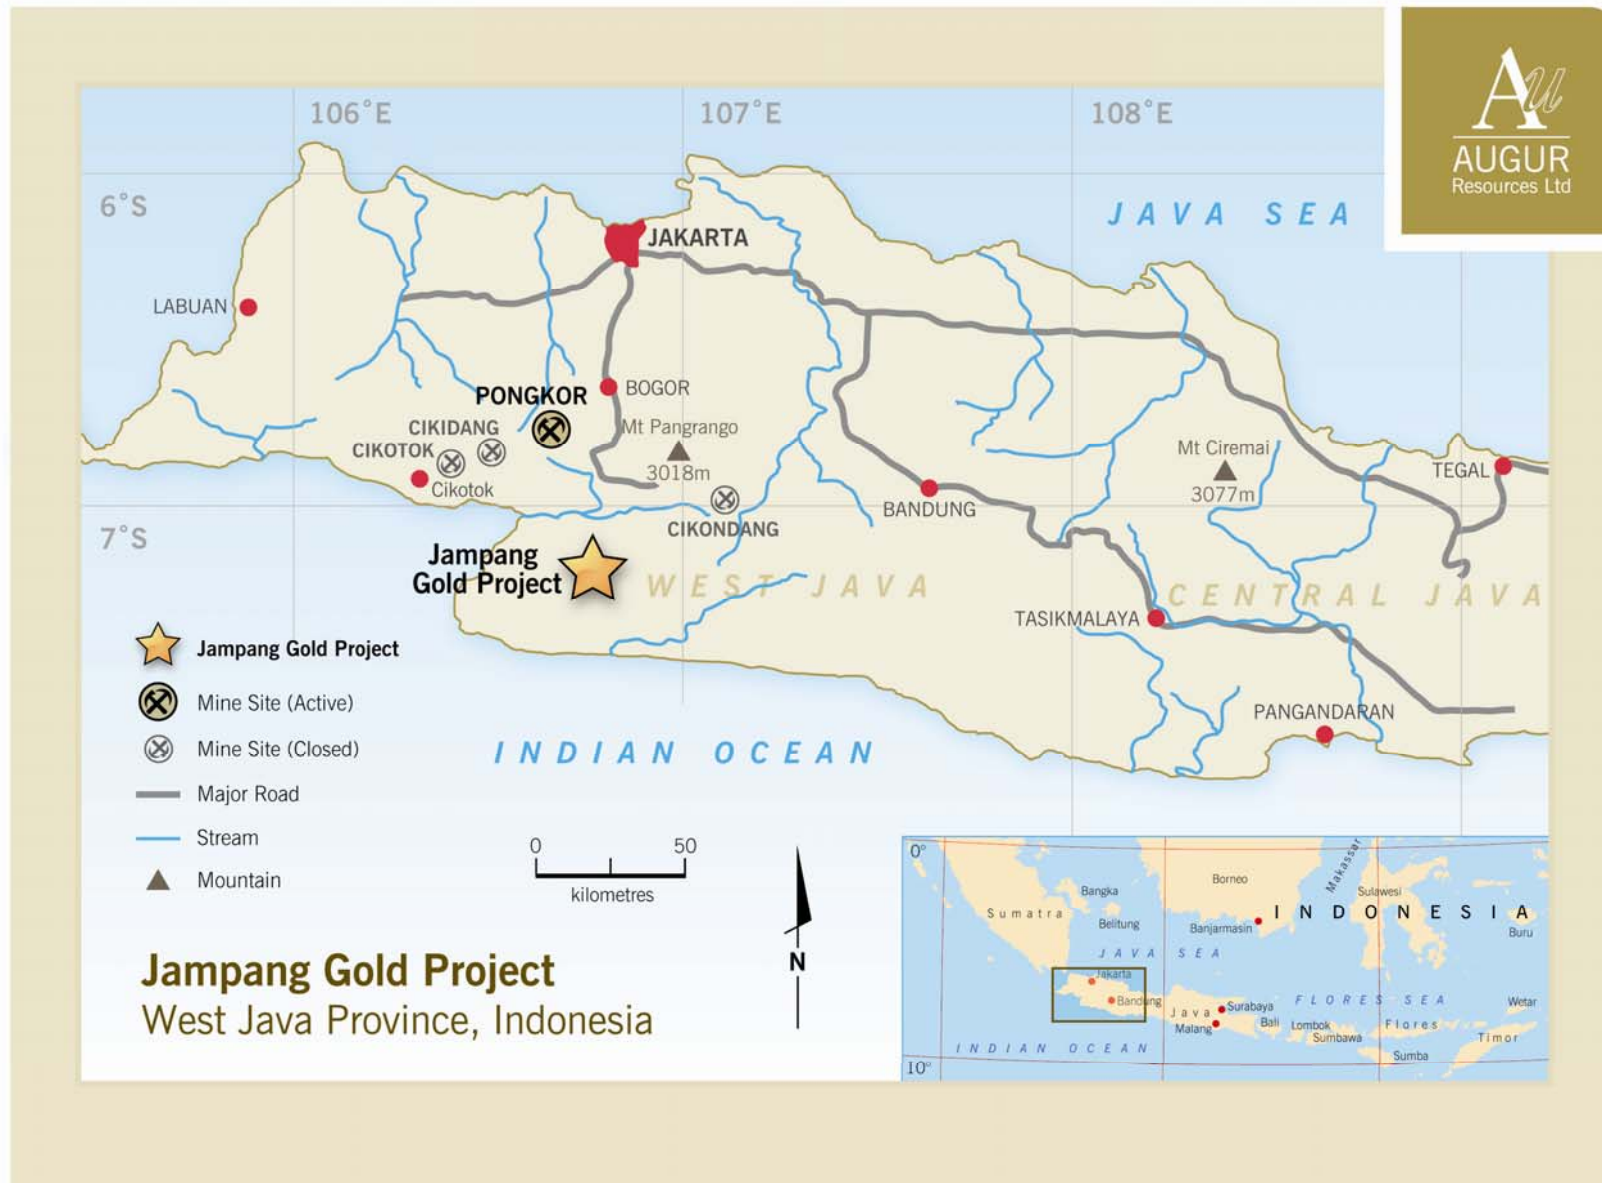 106°E
107°E
108°E
Au
AUGUR
Resources Ltd
6°S
JAVA SEA
JAKARTA
LABUAN
PONGKOR
BOGOR
CIKIDANG
Mt Pangrango
CIKOTOK
3018m
Cikotok
Mt Ciremai
3077m
TEGAL
BANDUNG
CIKONDANG
7°S
Jampang
Gold Project
WEST JAVA
CENTRAL JAVA
TASIKMALAYA
PANGANDARAN
INDIAN OCEAN
Jampang Gold Project
Mine Site (Active)
Mine Site (Closed)
Major Road
Stream
Mountain
0 50
kilometres
N
Jampang Gold Project
West Java Province, Indonesia
0°
Makassar
Borneo
Bangka
Sulawesi
Sumatra
INDONESIA
Belitung
Banjarmasin
Buru
JAVA SEA
Jakarta
Bandung
Java
Surabaya
FLORES SEA
Wetar
Malang
Bali
Lombok
Flores
Sumbawa
Timor
INDIAN OCEAN
Sumba
10°